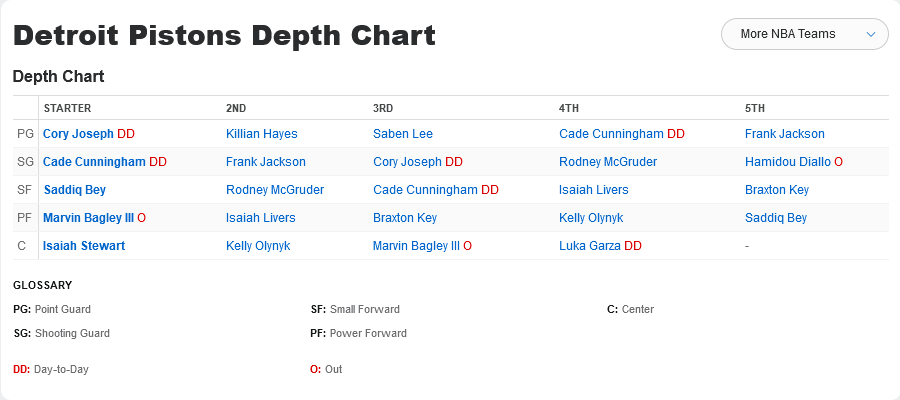 Detroit Pistons Depth Chart
More NBA Teams
Depth Chart
STARTER 2ND 3RD 4TH 5TH
PG Cory Joseph DD Killian Hayes Saben Lee Cade Cunningham DD Frank Jackson
SG Cade Cunningham DD Frank Jackson Cory Joseph DD Rodney McGruder Hamidou Diallo O
SF Saddiq Bey Rodney McGruder Cade Cunningham DD Isaiah Livers Braxton Key
PF Marvin Bagley III O Isaiah Livers Braxton Key Kelly Olynyk Saddiq Bey
C Isaiah Stewart Kelly Olynyk Marvin Bagley III O Luka Garza DD -
GLOSSARY
PG: Point Guard SF: Small Forward C: Center
SG: Shooting Guard PF: Power Forward
DD: Day-to-Day O: Out